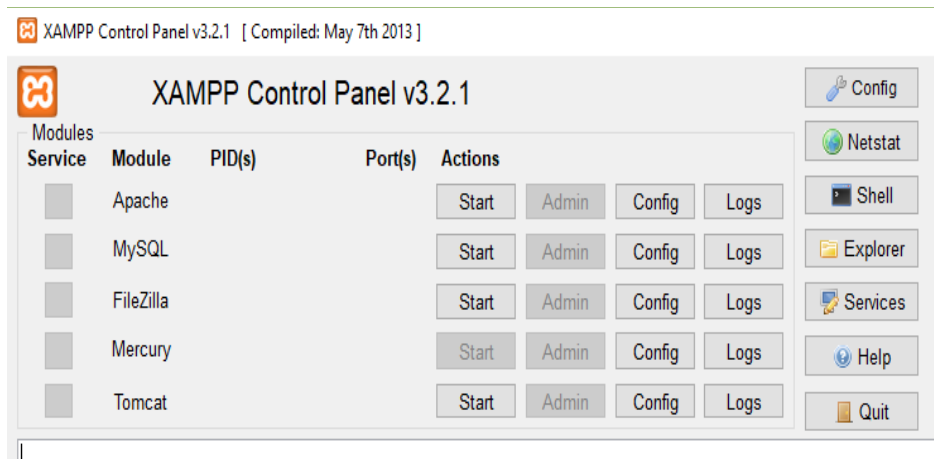 XAMPP Control Panel v3.2.1 [ Compiled: May 7th 2013 ]
XAMPP Control Panel v3.2.1
Config
Modules
Netstat
Service Module PID(s) Port(s) Actions
Apache Start Admin Config Logs
Shell
MySQL Start Admin Config Logs
Explorer
FileZilla Start Admin Config Logs
Services
Mercury Start Admin Config Logs
Help
Tomcat Start Admin Config Logs
Quit